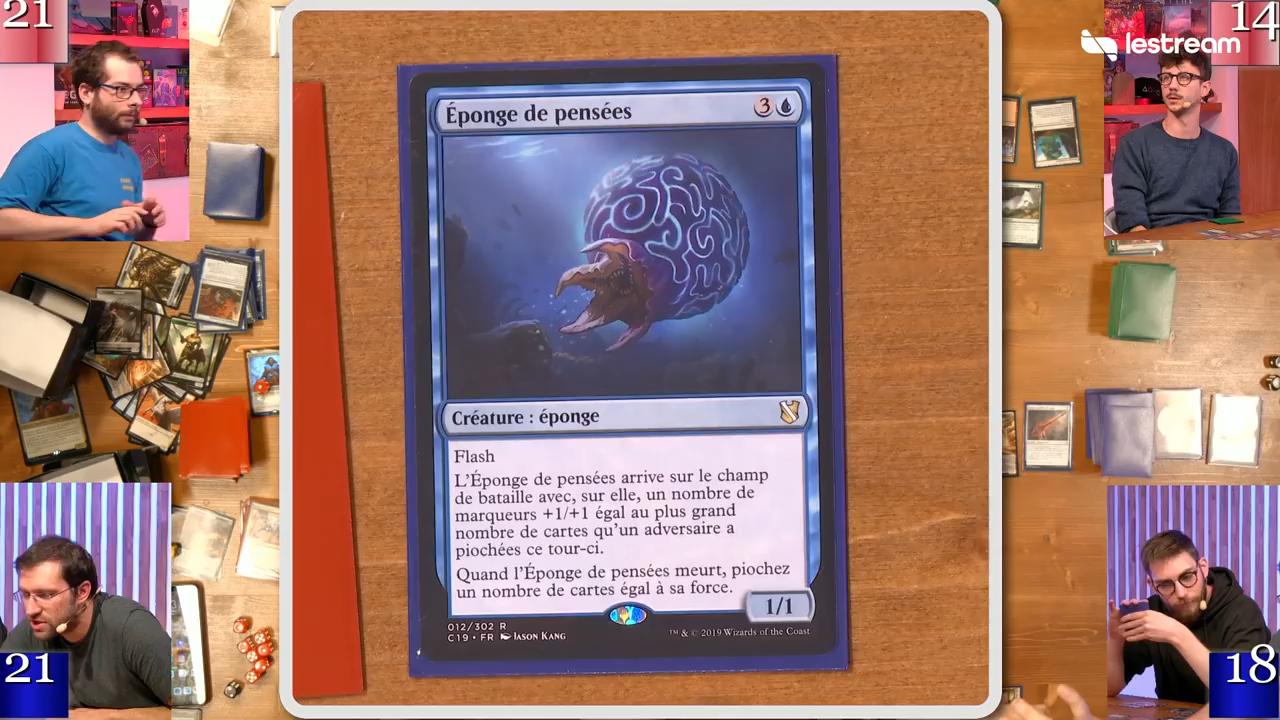 21
14
lestream
Éponge de pensées
3
Créature : éponge
Flash
L'Éponge de pensées arrive sur le champ
de bataille avec, sur elle, un nombre de
marqueurs +1/+1 égal au plus grand
nombre de cartes qu'un adversaire a
piochées ce tour-ci.
Quand l'Éponge de pensées meurt, piochez
un nombre de cartes égal à sa force.
1/1
012/302 R
C19 • FR Jason Kang
™ & © 2019 Wizards of the Coast
21
18